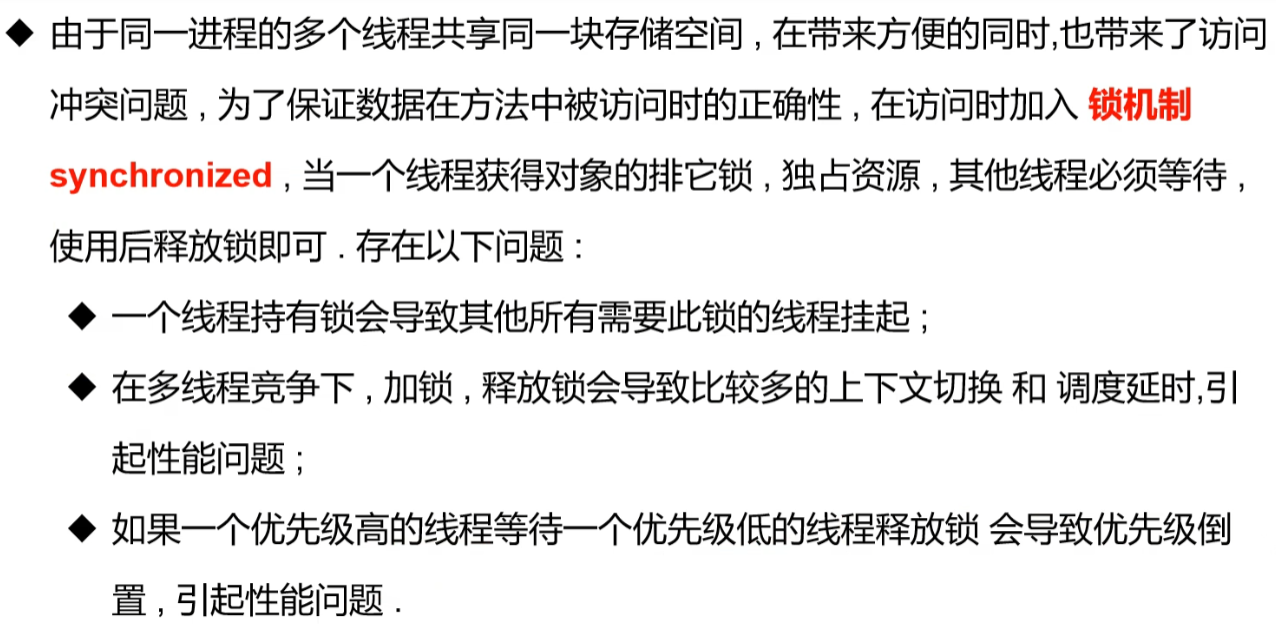 ◆ 由于同一进程的多个线程共享同一块存储空间 , 在带来方便的同时,也带来了访问
冲突问题 , 为了保证数据在方法中被访问时的正确性 , 在访问时加入 锁机制
synchronized , 当一个线程获得对象的排它锁 , 独占资源 , 其他线程必须等待 ,
使用后释放锁即可 . 存在以下问题 :
◆ 一个线程持有锁会导致其他所有需要此锁的线程挂起 ;
◆ 在多线程竞争下 , 加锁 , 释放锁会导致比较多的上下文切换 和 调度延时,引
起性能问题 ;
◆ 如果一个优先级高的线程等待一个优先级低的线程释放锁 会导致优先级倒
置 , 引起性能问题 .